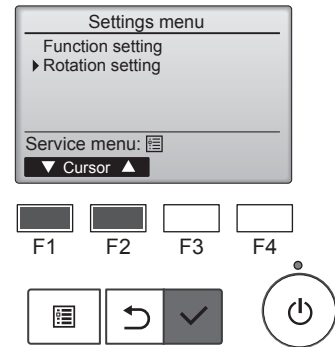 Settings menu
Function setting
Rotation setting
Service menu:
▼ Cursor ▲
F1 F2 F3 F4